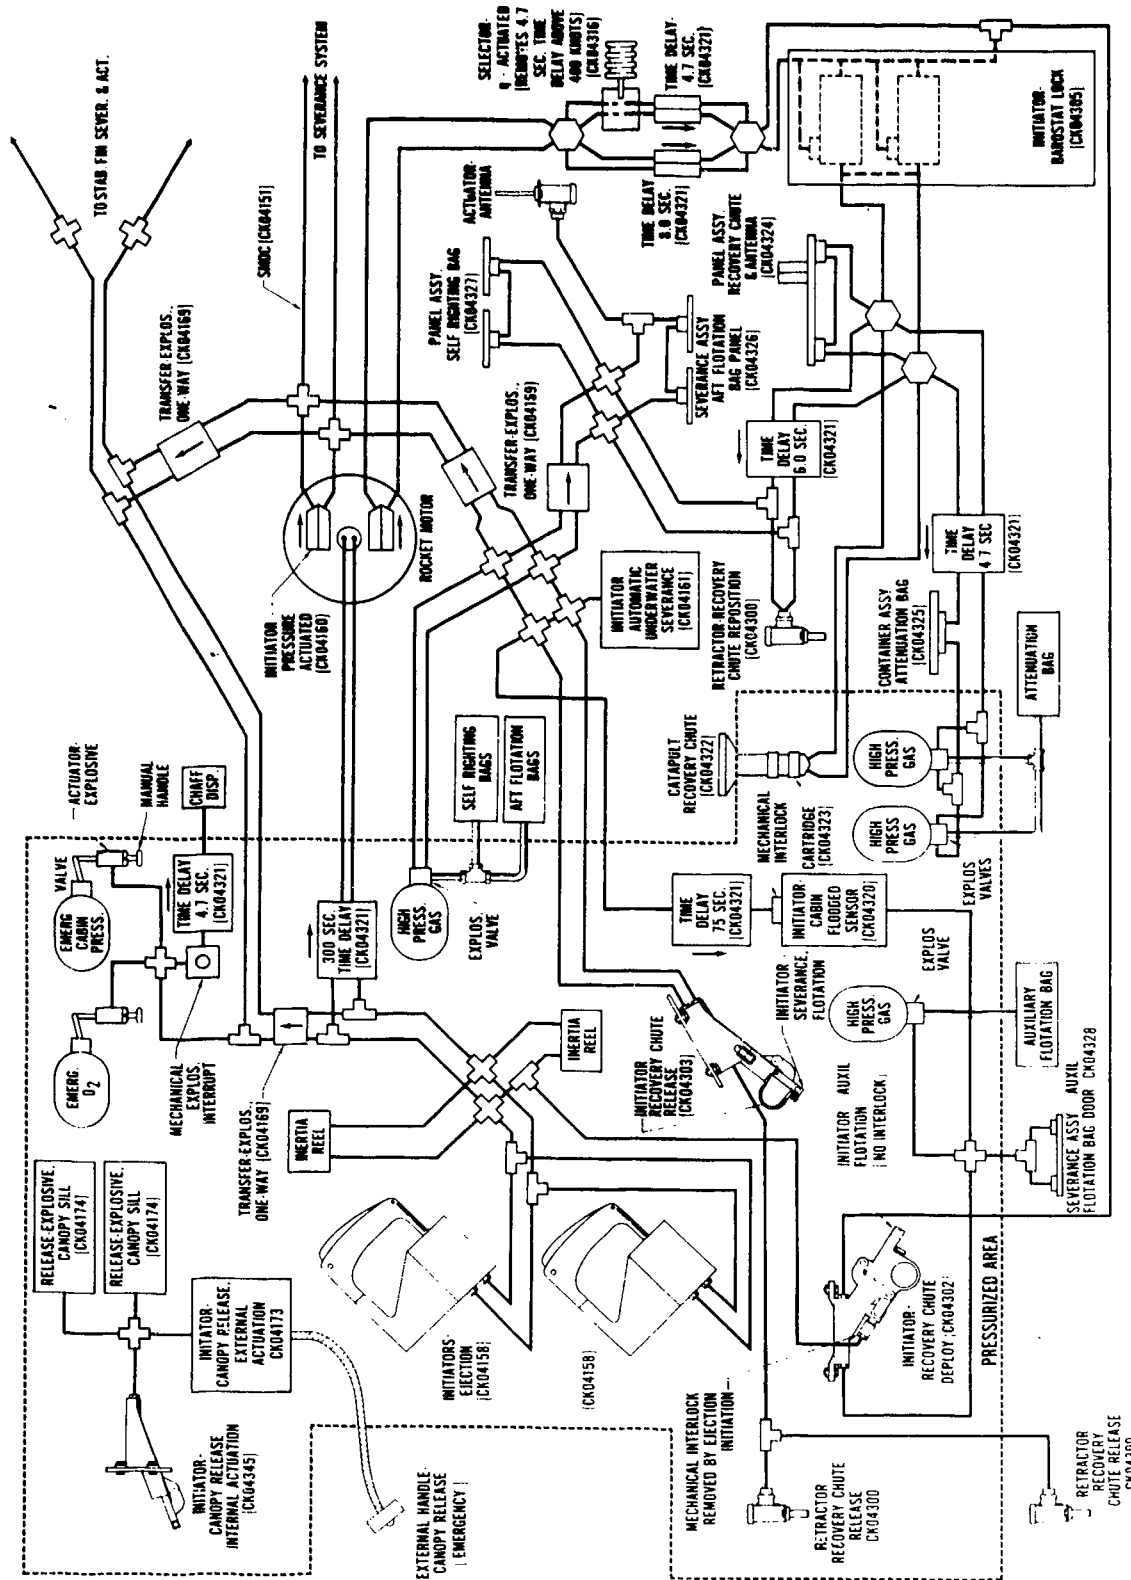 RELEASE-EXPLOSIVE,
CANOPY SILL
[CK04174]
RELEASE-EXPLOSIVE,
CANOPY SILL
[CK04174]
INITIATOR-
CANOPY RELEASE
INTERNAL ACTUATION
[CK04345]
INITIATOR-
CANOPY RELEASE,
EXTERNAL
ACTUATION
CK04173
EXTERNAL HANDLE-
CANOPY RELEASE
[EMERGENCY]
EMERG.
O2
EMERG
CABIN
PRESS.
VALVE
ACTUATOR-
EXPLOSIVE
MANUAL
HANDLE
CHAFF
DISP.
TIME DELAY
4.7 SEC.
[CK04321]
MECHANICAL
EXPLOS.
INTERRUPT
TRANSFER-EXPLOS..
ONE-WAY [CK04169]
300 SEC.
TIME DELAY
[CK04321]
INERTIA
REEL
INERTIA
REEL
INITIATORS
EJECTION
[CK04158]
[CK04158]
TO STAB FIN SEVER. & ACT.
TRANSFER-EXPLOS..
ONE-WAY [CK04169]
SMDC [CK04151]
TO SEVERANCE SYSTEM
INITIATOR
PRESSURE
ACTUATED
[CK04160]
ROCKET MOTOR
HIGH
PRESS.
GAS
EXPLOS.
VALVE
SELF RIGHTING
BAGS
AFT FLOTATION
BAGS
TRANSFER-EXPLOS..
ONE-WAY [CK04169]
INITIATOR
AUTOMATIC
UNDERWATER
SEVERANCE
[CK04161]
SELECTOR-
Q - ACTUATED
[REMOVES 4.7
SEC. TIME
DELAY ABOVE
400 KNOTS]
[CK04316]
TIME DELAY-
4.7 SEC.
[CK04321]
TIME DELAY
8.0 SEC.
[CK04321]
ACTUATOR-
ANTENNA
PANEL ASSY.
SELF RIGHTING BAG
[CK04327]
SEVERANCE ASSY
AFT FLOTATION
BAG PANEL
[CK04326]
PANEL ASSY.
RECOVERY CHUTE
& ANTENNA
[CK04324]
INITIATOR-
BAROSTAT LOCK
[CK04305]
TIME
DELAY
6.0 SEC.
[CK04321]
RETRACTOR-RECOVERY
CHUTE REPOSITION
[CK04300]
TIME
DELAY
4.7 SEC
[CK04321]
CONTAINER ASSY
ATTENUATION BAG
[CK04325]
ATTENUATION
BAG
CATAPULT
RECOVERY CHUTE
[CK04322]
MECHANICAL
INTERLOCK
CARTRIDGE
[CK04323]
HIGH
PRESS.
GAS
HIGH
PRESS
GAS
EXPLOS
VALVES
TIME
DELAY
75 SEC.
[CK04321]
INITIATOR
CABIN
FLOODED
SENSOR
[CK04320]
INITIATOR
SEVERANCE,
FLOTATION
INITIATOR
RECOVERY CHUTE
RELEASE
[CK04303]
EXPLOS
VALVE
HIGH
PRESS.
GAS
AUXILIARY
FLOTATION BAG
INITIATOR AUXIL
FLOTATION
[NO INTERLOCK]
SEVERANCE ASSY AUXIL
FLOTATION BAG DOOR CK04328
PRESSURIZED AREA
INITIATOR-
RECOVERY CHUTE
DEPLOY [CK04302]
MECHANICAL INTERLOCK
REMOVED BY EJECTION
INITIATION
RETRACTOR
RECOVERY CHUTE
RELEASE
CK04300
RETRACTOR
RECOVERY
CHUTE RELEASE
CK04300